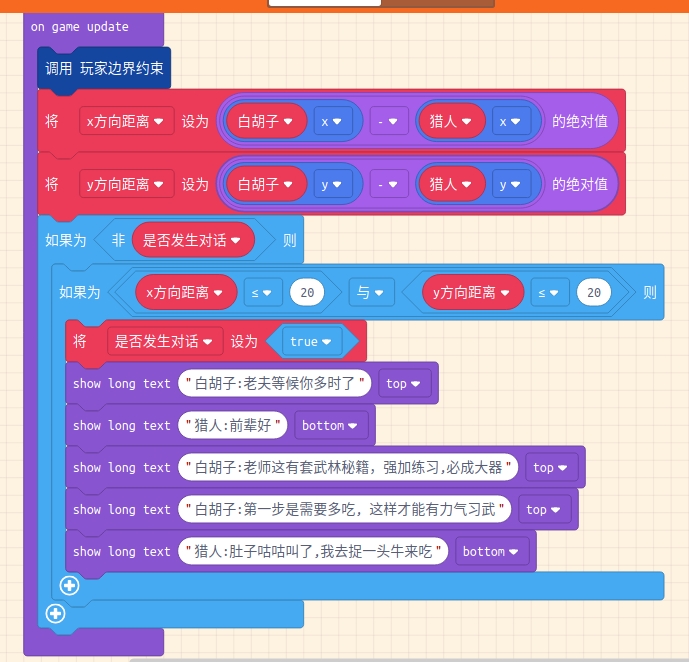 on game update
调用 玩家边界约束
将 x方向距离 设为 白胡子 x - 猎人 x 的绝对值
将 y方向距离 设为 白胡子 y - 猎人 y 的绝对值
如果为 非 是否发生对话 则
如果为 x方向距离 ≤ 20 与 y方向距离 ≤ 20 则
将 是否发生对话 设为 true
show long text "白胡子:老夫等候你多时了" top
show long text "猎人:前辈好" bottom
show long text "白胡子:老师这有套武林秘籍，强加练习,必成大器" top
show long text "白胡子:第一步是需要多吃，这样才能有力气习武" top
show long text "猎人:肚子咕咕叫了,我去捉一头牛来吃" bottom